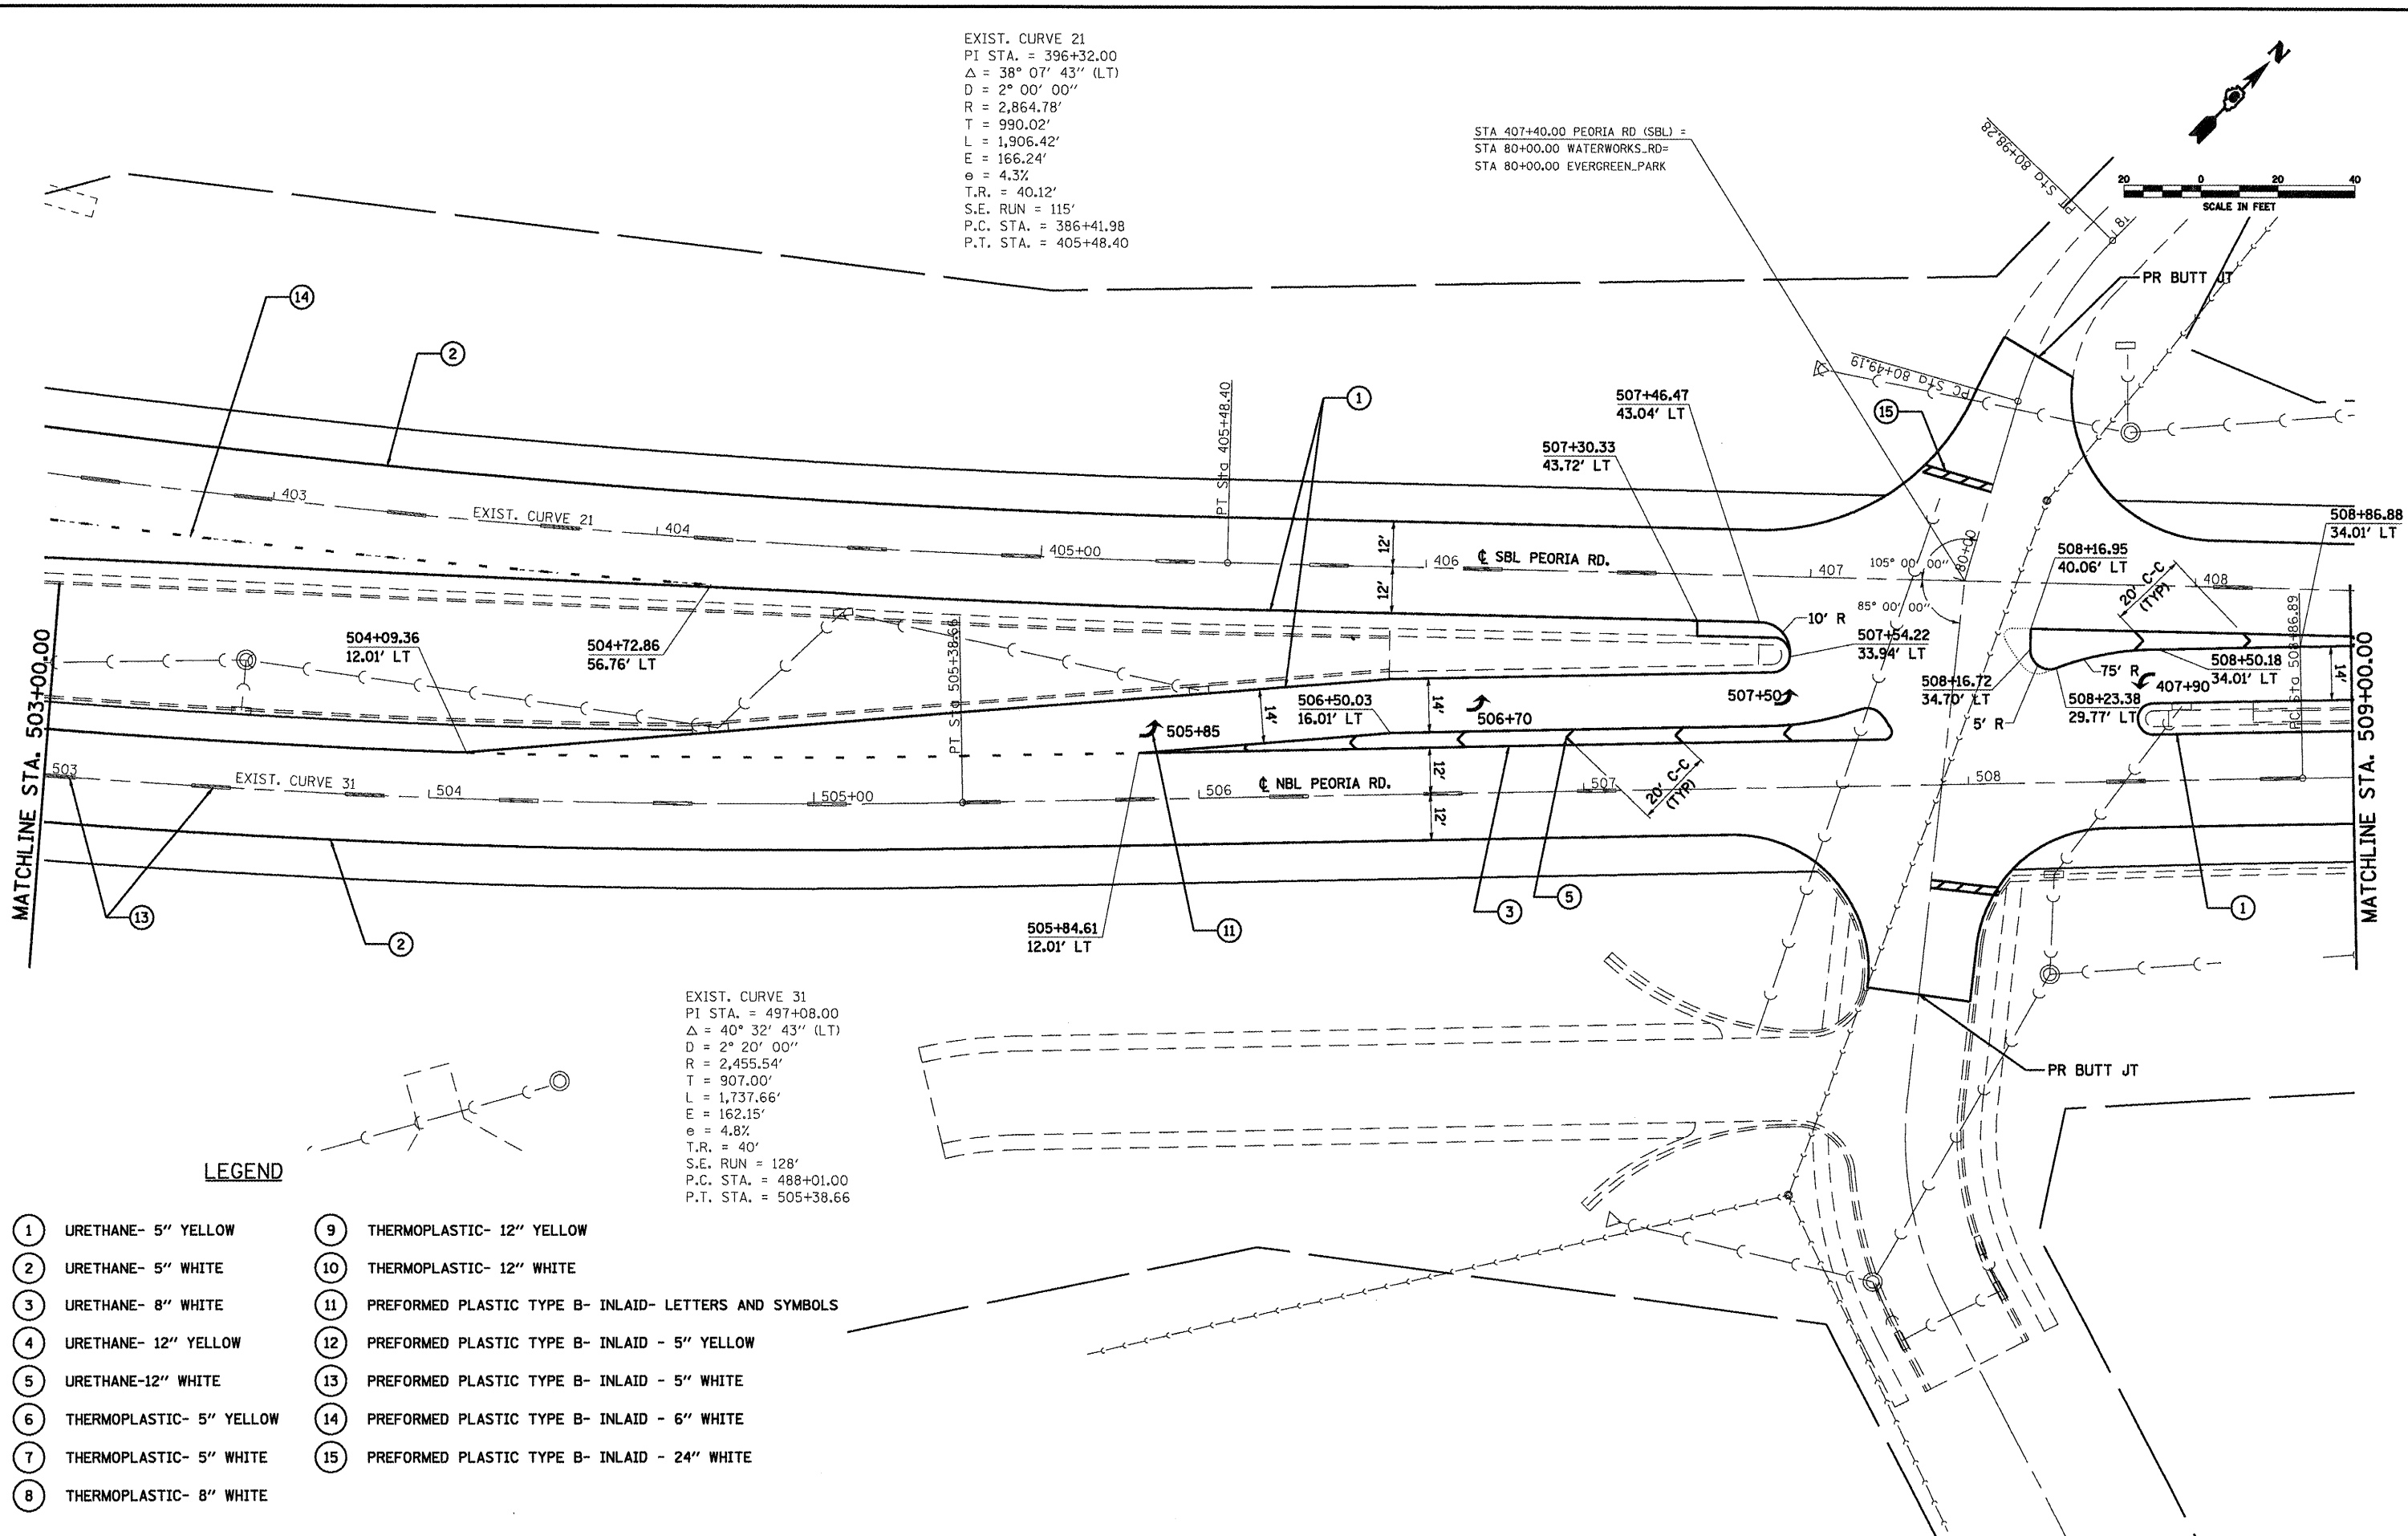 EXIST. CURVE 21
PI STA. = 396+32.00
Δ = 38° 07' 43" (LT)
D = 2° 00' 00"
R = 2,864.78'
T = 990.02'
L = 1,906.42'
E = 166.24'
e = 4.3%
T.R. = 40.12'
S.E. RUN = 115'
P.C. STA. = 386+41.98
P.T. STA. = 405+48.40
STA 407+40.00 PEORIA RD (SBL) =
STA 80+00.00 WATERWORKS_RD=
STA 80+00.00 EVERGREEN_PARK
N
20 0 20 40
SCALE IN FEET
PT Sta 80+98.28
81
PR BUTT JT
PC Sta 80+49.19
14
2
1
15
507+46.47
43.04' LT
507+30.33
43.72' LT
PT Sta 405+48.40
403
EXIST. CURVE 21
404
405+00
12'
12'
406
℄ SBL PEORIA RD.
407
105° 00' 00"
80+00
85° 00' 00"
508+16.95
40.06' LT
20' C-C
(TYP)
408
508+86.88
34.01' LT
10' R
507+54.22
33.94' LT
504+09.36
12.01' LT
504+72.86
56.76' LT
PT Sta 505+38.66
505+85
14'
506+50.03
16.01' LT
14'
506+70
507+50
508+16.72
34.70' LT
75' R
508+50.18
34.01' LT
5' R
508+23.38
29.77' LT
407+90
14'
PC Sta 508+86.89
MATCHLINE STA. 503+00.00
MATCHLINE STA. 509+00.00
503
EXIST. CURVE 31
504
505+00
506
℄ NBL PEORIA RD.
12'
12'
507
20' C-C
(TYP)
508
13
2
505+84.61
12.01' LT
11
3
5
1
PR BUTT JT
EXIST. CURVE 31
PI STA. = 497+08.00
Δ = 40° 32' 43" (LT)
D = 2° 20' 00"
R = 2,455.54'
T = 907.00'
L = 1,737.66'
E = 162.15'
e = 4.8%
T.R. = 40'
S.E. RUN = 128'
P.C. STA. = 488+01.00
P.T. STA. = 505+38.66
LEGEND
1 URETHANE- 5" YELLOW
2 URETHANE- 5" WHITE
3 URETHANE- 8" WHITE
4 URETHANE- 12" YELLOW
5 URETHANE-12" WHITE
6 THERMOPLASTIC- 5" YELLOW
7 THERMOPLASTIC- 5" WHITE
8 THERMOPLASTIC- 8" WHITE
9 THERMOPLASTIC- 12" YELLOW
10 THERMOPLASTIC- 12" WHITE
11 PREFORMED PLASTIC TYPE B- INLAID- LETTERS AND SYMBOLS
12 PREFORMED PLASTIC TYPE B- INLAID - 5" YELLOW
13 PREFORMED PLASTIC TYPE B- INLAID - 5" WHITE
14 PREFORMED PLASTIC TYPE B- INLAID - 6" WHITE
15 PREFORMED PLASTIC TYPE B- INLAID - 24" WHITE